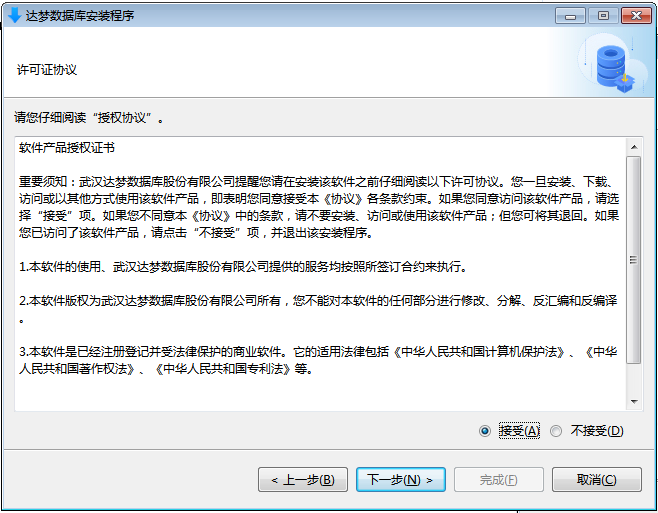 达梦数据库安装程序
许可证协议
请您仔细阅读“授权协议”。
软件产品授权证书
重要须知：武汉达梦数据库股份有限公司提醒您请在安装该软件之前仔细阅读以下许可协议。您一旦安装、下载、
访问或以其他方式使用该软件产品，即表明您同意接受本《协议》各条款约束。如果您同意访问该软件产品，请选
择“接受”项。如果您不同意本《协议》中的条款，请不要安装、访问或使用该软件产品；但您可将其退回。如果
您已访问了该软件产品，请点击“不接受”项，并退出该安装程序。
1.本软件的使用、武汉达梦数据库股份有限公司提供的服务均按照所签订合约来执行。
2.本软件版权为武汉达梦数据库股份有限公司所有，您不能对本软件的任何部分进行修改、分解、反汇编和反编译
。
3.本软件是已经注册登记并受法律保护的商业软件。它的适用法律包括《中华人民共和国计算机保护法》、《中华
人民共和国著作权法》、《中华人民共和国专利法》等。
接受(A) 不接受(D)
< 上一步(B) 下一步(N) > 完成(F) 取消(C)